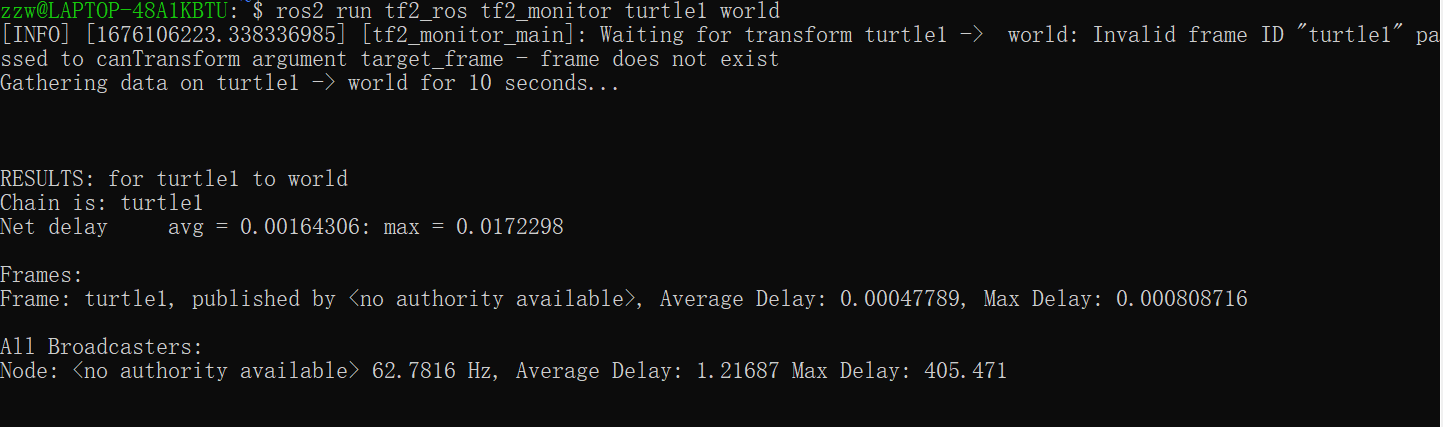 zzw@LAPTOP-48A1KBTU:~$ ros2 run tf2_ros tf2_monitor turtle1 world
[INFO] [1676106223.338336985] [tf2_monitor_main]: Waiting for transform turtle1 ->  world: Invalid frame ID "turtle1" pa
ssed to canTransform argument target_frame - frame does not exist
Gathering data on turtle1 -> world for 10 seconds...
RESULTS: for turtle1 to world
Chain is: turtle1
Net delay     avg = 0.00164306: max = 0.0172298
Frames:
Frame: turtle1, published by <no authority available>, Average Delay: 0.00047789, Max Delay: 0.000808716
All Broadcasters:
Node: <no authority available> 62.7816 Hz, Average Delay: 1.21687 Max Delay: 405.471